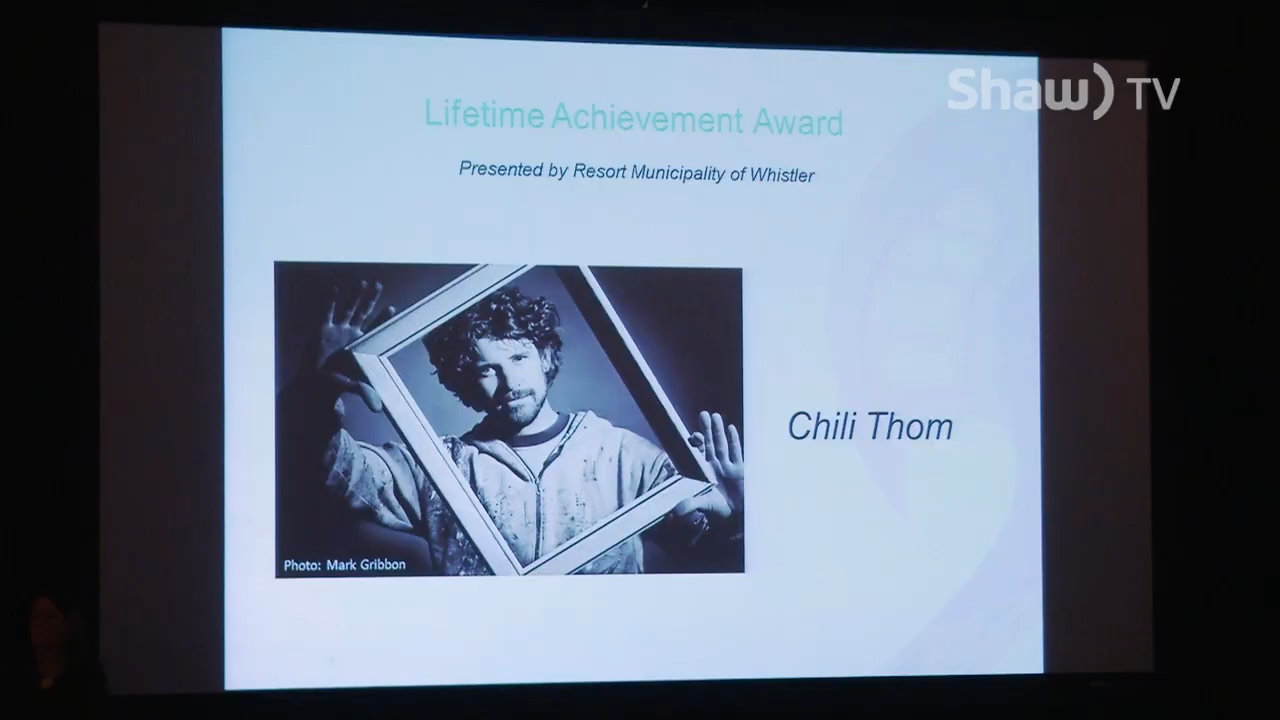 Shaw) TV
Lifetime Achievement Award
Presented by Resort Municipality of Whistler
Chili Thom
Photo: Mark Gribbon